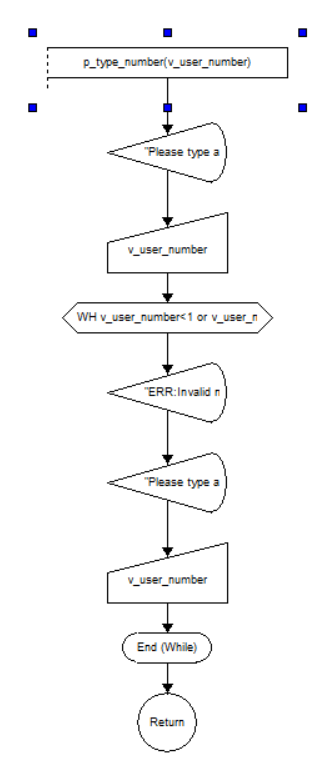 p_type_number(v_user_number)
"Please type a
v_user_number
WH v_user_number<1 or v_user_n
"ERR:Invalid n
"Please type a
v_user_number
End (While)
Return